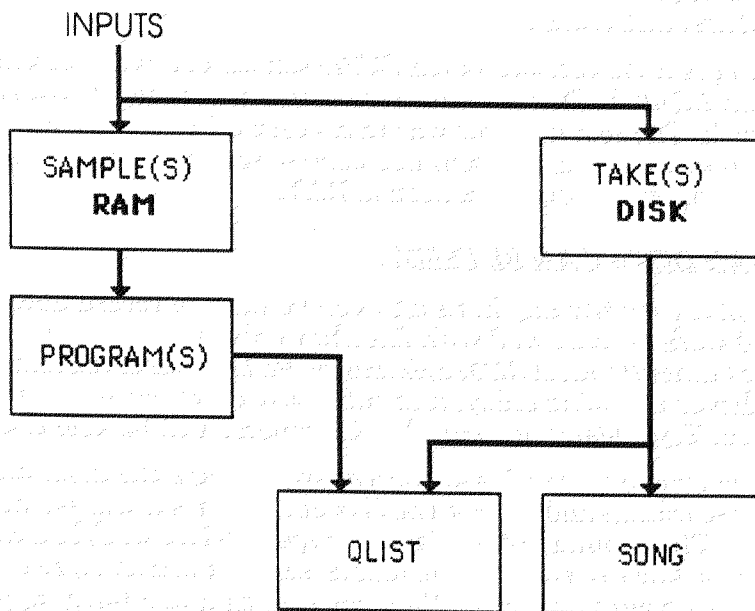 INPUTS
SAMPLE(S)
RAM
TAKE(S)
DISK
PROGRAM(S)
QLIST
SONG